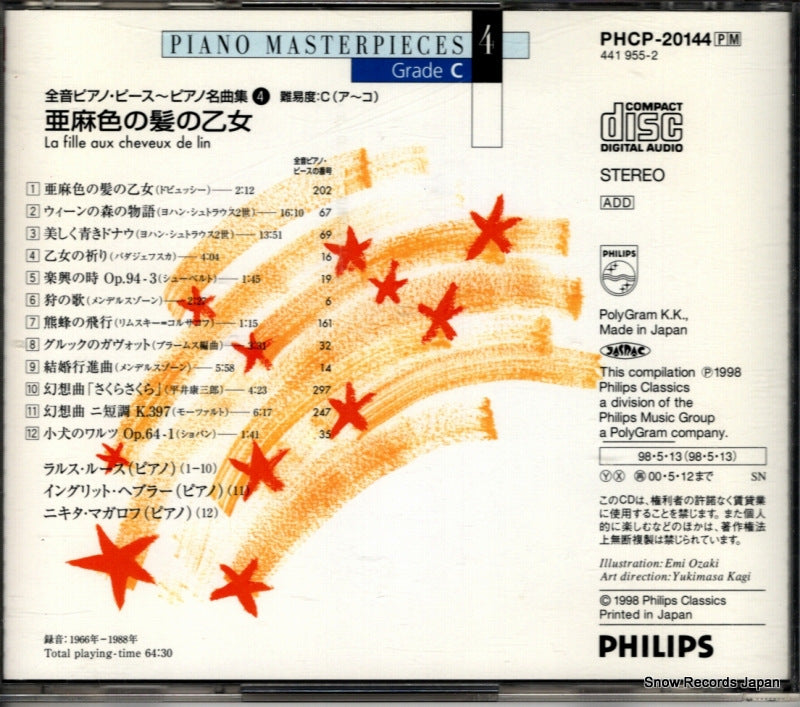 PIANO MASTERPIECES 4
Grade C
全音ピアノ・ピース〜ピアノ名曲集❹ 難易度:C(ア〜コ)
亜麻色の髪の乙女
La fille aux cheveux de lin
全音ピアノ・
ピースの番号
1 亜麻色の髪の乙女(ドビュッシー)—2:12 202
2 ウィーンの森の物語(ヨハン・シュトラウス2世)—16:10 67
3 美しく青きドナウ(ヨハン・シュトラウス2世)—13:51 69
4 乙女の祈り(バダジェフスカ)—4:04 16
5 楽興の時 Op.94-3(シューベルト)—1:45 19
6 狩の歌(メンデルスゾーン)— 6
7 熊蜂の飛行(リムスキー=コルサコフ)—1:15 161
8 グルックのガヴォット(ブラームス編曲)—3:31 32
9 結婚行進曲(メンデルスゾーン)—5:58 14
10 幻想曲「さくらさくら」(平井康三郎)—4:23 297
11 幻想曲 ニ短調 K.397(モーツァルト)—6:17 247
12 小犬のワルツ Op.64-1(ショパン)—1:41 35
ラルス・ルース(ピアノ)(1-10)
イングリット・ヘブラー(ピアノ)(11)
ニキタ・マガロフ(ピアノ)(12)
録音:1966年-1988年
Total playing-time 64:30
PHCP-20144 PM
441 955-2
COMPACT
disc
DIGITAL AUDIO
STEREO
ADD
PHILIPS
PolyGram K.K.,
Made in Japan
JASRAC
This compilation ℗1998
Philips Classics
a division of the
Philips Music Group
a PolyGram company.
98・5・13(98・5・13)
Ⓨ Ⓧ ㊢00・5・12まで SN
このCDは、権利者の許諾なく賃貸業
に使用することを禁じます。また個人
的に楽しむなどのほかは、著作権法
上無断複製は禁じられています。
Illustration: Emi Ozaki
Art direction: Yukimasa Kagi
© 1998 Philips Classics
Printed in Japan
PHILIPS
Snow Records Japan